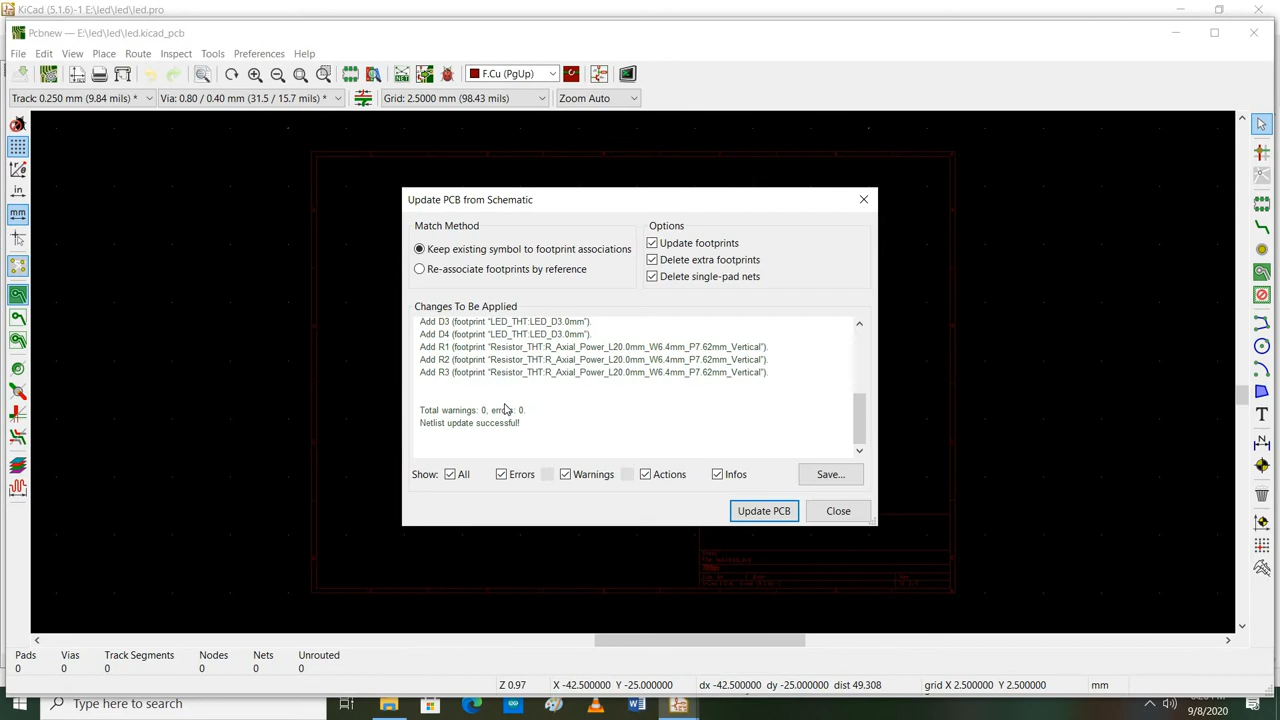 KiCad (5.1.6) E:\led\led.pro
Pcbnew — E:\led\led.kicad_pcb
File Edit View Place Route Inspect Tools Preferences Help
F.Cu (PgUp)
Track: 0.250 mm (9.84 mils) * Via: 0.80 / 0.40 mm (31.5 / 15.7 mils) * Grid: 2.5000 mm (98.43 mils) Zoom Auto
in
mm
Update PCB from Schematic
Match Method
Keep existing symbol to footprint associations
Re-associate footprints by reference
Options
Update footprints
Delete extra footprints
Delete single-pad nets
Changes To Be Applied
Add D3 (footprint "LED_THT:LED_D3.0mm").
Add D4 (footprint "LED_THT:LED_D3.0mm").
Add R1 (footprint "Resistor_THT:R_Axial_Power_L20.0mm_W6.4mm_P7.62mm_Vertical").
Add R2 (footprint "Resistor_THT:R_Axial_Power_L20.0mm_W6.4mm_P7.62mm_Vertical").
Add R3 (footprint "Resistor_THT:R_Axial_Power_L20.0mm_W6.4mm_P7.62mm_Vertical").
Total warnings: 0, errors: 0.
Netlist update successful!
Show: All Errors Warnings Actions Infos Save...
Update PCB Close
Pads Vias Track Segments Nodes Nets Unrouted
0 0 0 0 0 0
Z 0.97 X -42.500000 Y -25.000000 dx -42.500000 dy -25.000000 dist 49.308 grid X 2.500000 Y 2.500000 mm
Type here to search
9/8/2020